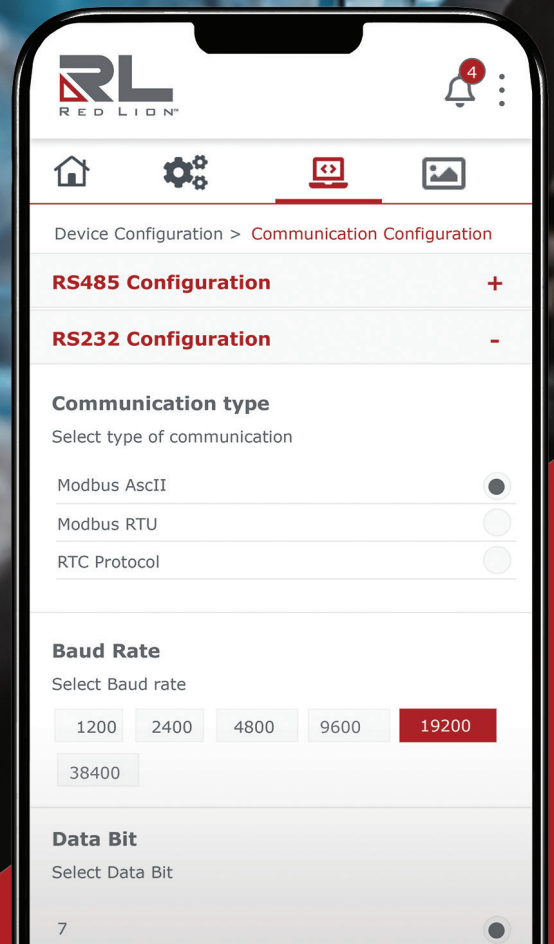 RED LION™
4
Device Configuration > Communication Configuration
RS485 Configuration +
RS232 Configuration -
Communication type
Select type of communication
Modbus AscII
Modbus RTU
RTC Protocol
Baud Rate
Select Baud rate
1200 2400 4800 9600 19200
38400
Data Bit
Select Data Bit
7